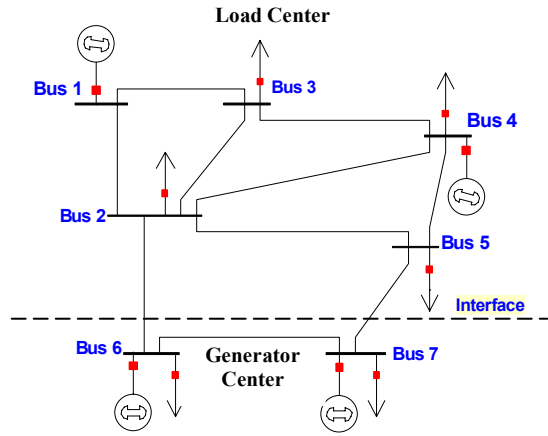 Load Center
Bus 1
Bus 3
Bus 4
Bus 2
Bus 5
Interface
Bus 6
Generator
Center
Bus 7